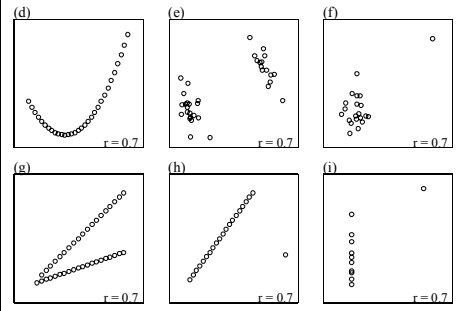 (d) (e) (f)
r = 0.7 r = 0.7 r = 0.7
(g) (h) (i)
r = 0.7 r = 0.7 r = 0.7